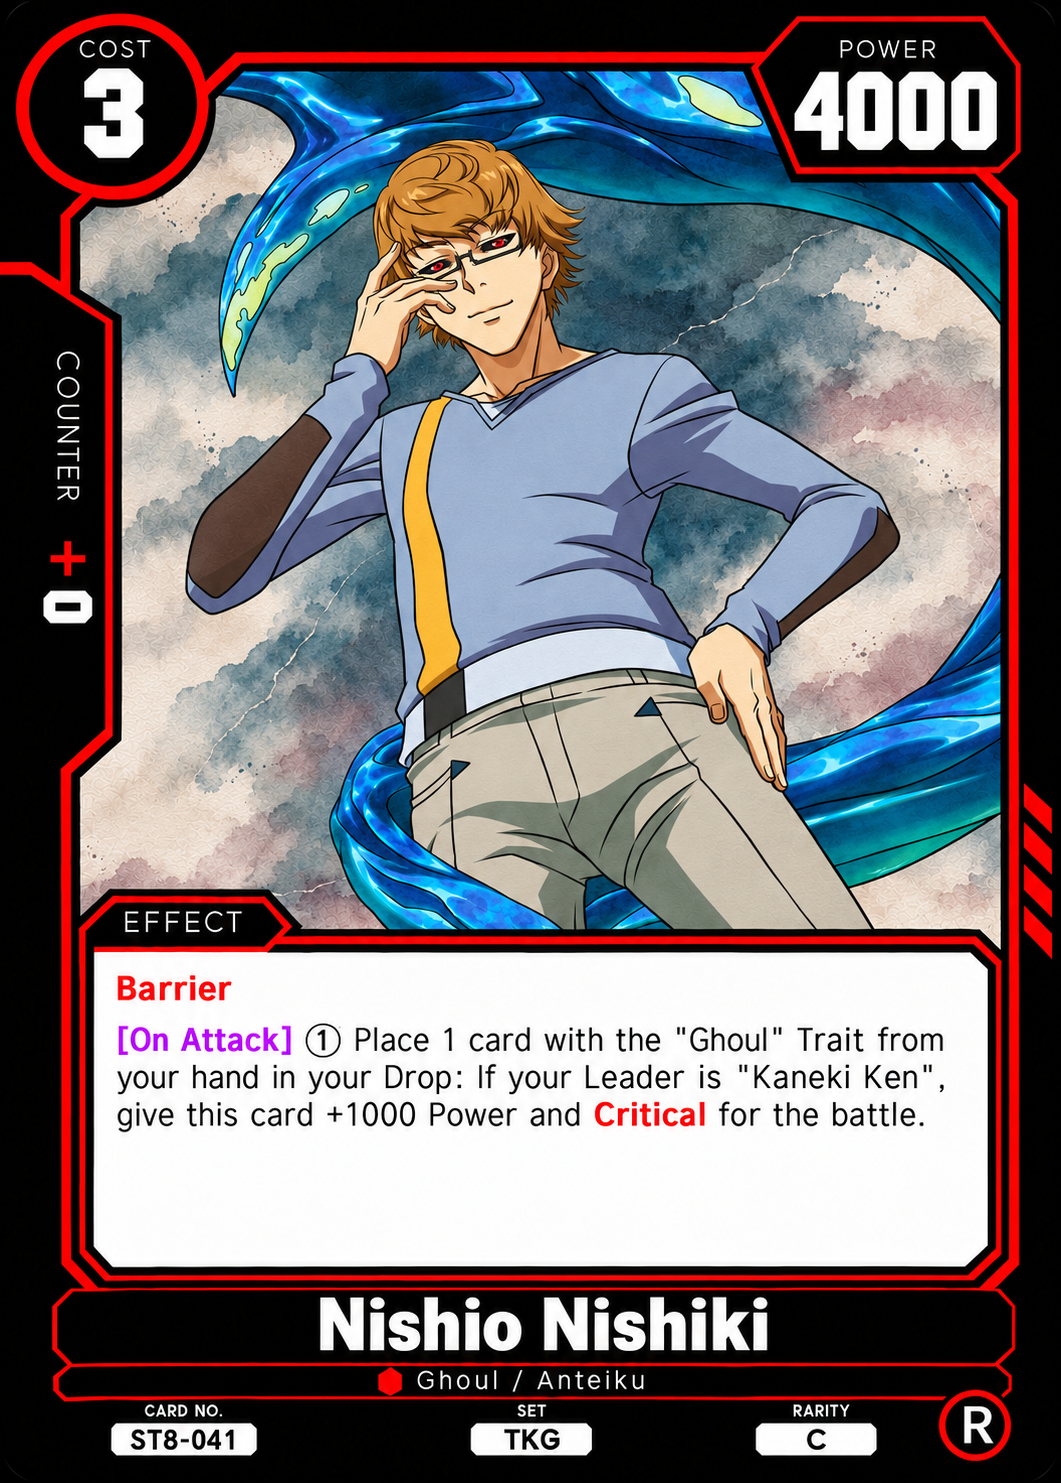 COST
3
POWER
4000
COUNTER
+0
EFFECT
Barrier
[On Attack] ① Place 1 card with the "Ghoul" Trait from
your hand in your Drop: If your Leader is "Kaneki Ken",
give this card +1000 Power and Critical for the battle.
Nishio Nishiki
Ghoul / Anteiku
CARD NO.
ST8-041
SET
TKG
RARITY
C
R